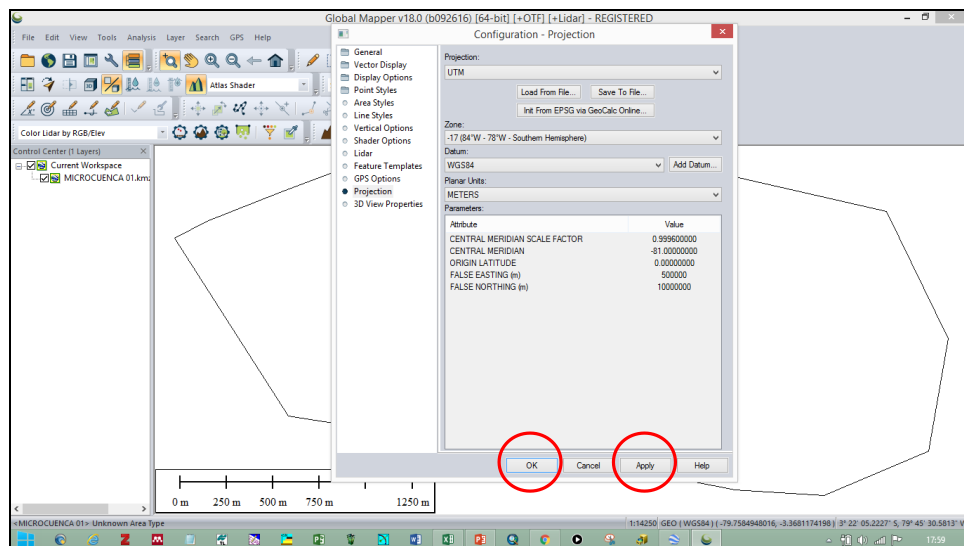 Global Mapper v18.0 (b092616) [64-bit] [+OTF] [+Lidar] - REGISTERED
File Edit View Tools Analysis Layer Search GPS Help
Atlas Shader
Color Lidar by RGB/Elev
Control Center (1 Layers)
Current Workspace
MICROCUENCA 01.kmz
Configuration - Projection
General
Vector Display
Display Options
Point Styles
Area Styles
Line Styles
Vertical Options
Shader Options
Lidar
Feature Templates
GPS Options
Projection
3D View Properties
Projection:
UTM
Load From File... Save To File...
Init From EPSG via GeoCalc Online...
Zone:
-17 (84°W - 78°W - Southern Hemisphere)
Datum:
WGS84 Add Datum...
Planar Units:
METERS
Parameters:
Attribute Value
CENTRAL MERIDIAN SCALE FACTOR 0.999600000
CENTRAL MERIDIAN -81.00000000
ORIGIN LATITUDE 0.00000000
FALSE EASTING (m) 500000
FALSE NORTHING (m) 10000000
OK Cancel Apply Help
0 m 250 m 500 m 750 m 1250 m
<MICROCUENCA 01> Unknown Area Type
1:14250 GEO ( WGS84 ) ( -79.7584948016, -3.3681174198 ) 3° 22' 05.2227" S, 79° 45' 30.5813" W
17:59